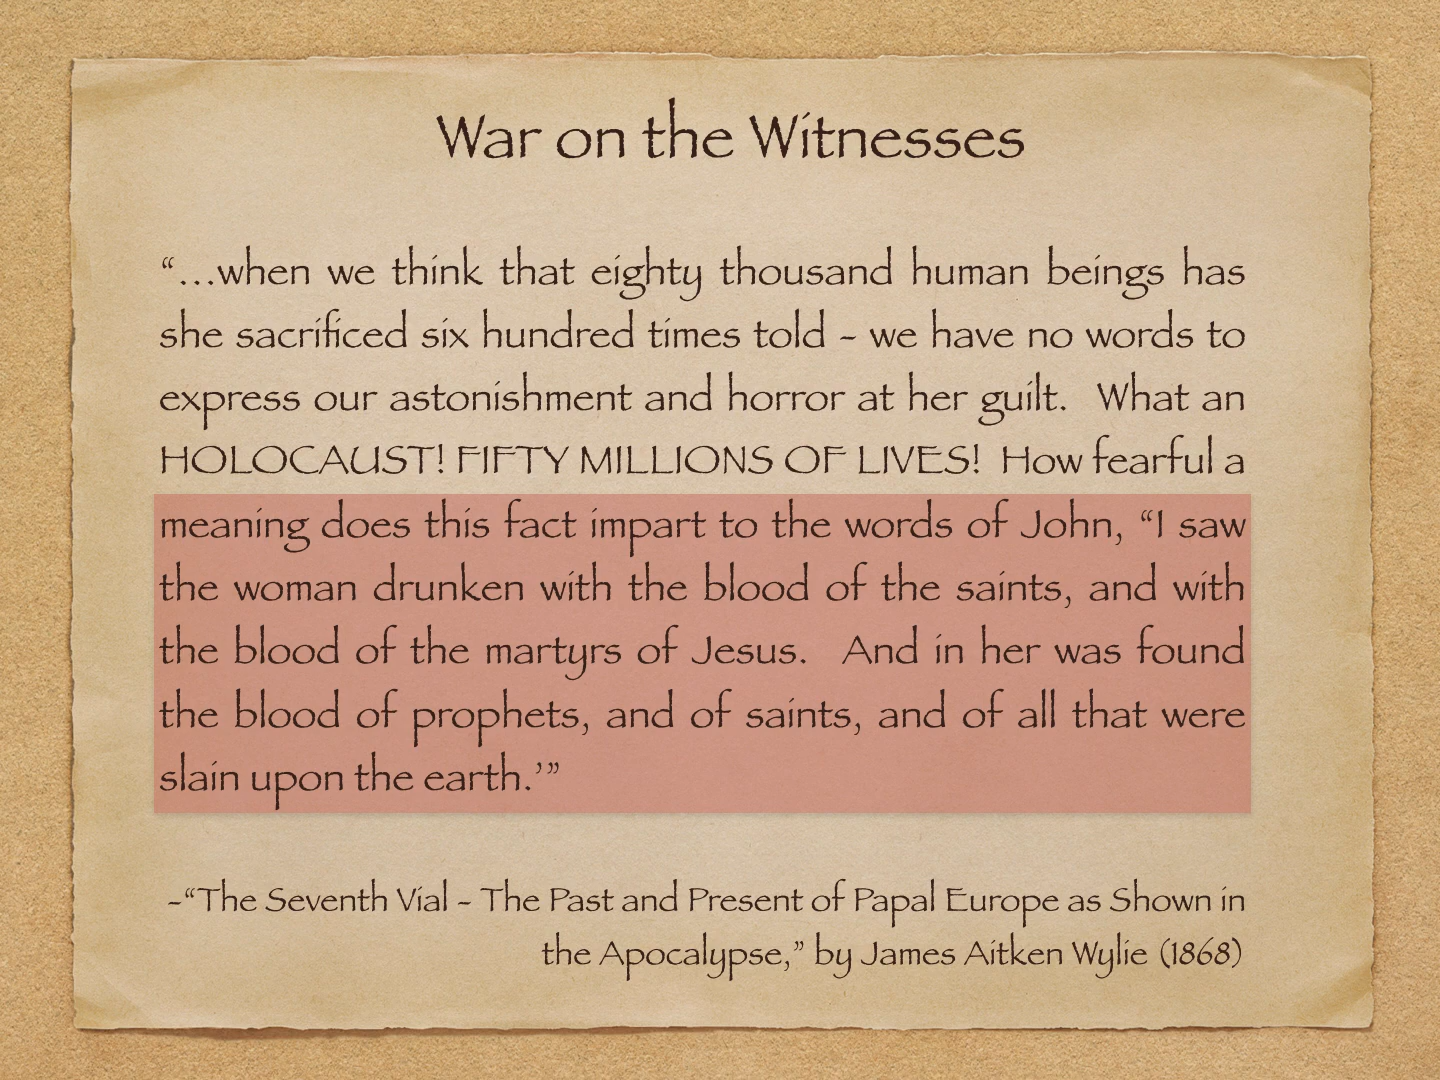 War on the Witnesses
“…when we think that eighty thousand human beings has
she sacrificed six hundred times told – we have no words to
express our astonishment and horror at her guilt. What an
HOLOCAUST! FIFTY MILLIONS OF LIVES! How fearful a
meaning does this fact impart to the words of John, “I saw
the woman drunken with the blood of the saints, and with
the blood of the martyrs of Jesus. And in her was found
the blood of prophets, and of saints, and of all that were
slain upon the earth.’”
–“The Seventh Vial – The Past and Present of Papal Europe as Shown in
the Apocalypse,” by James Aitken Wylie (1868)